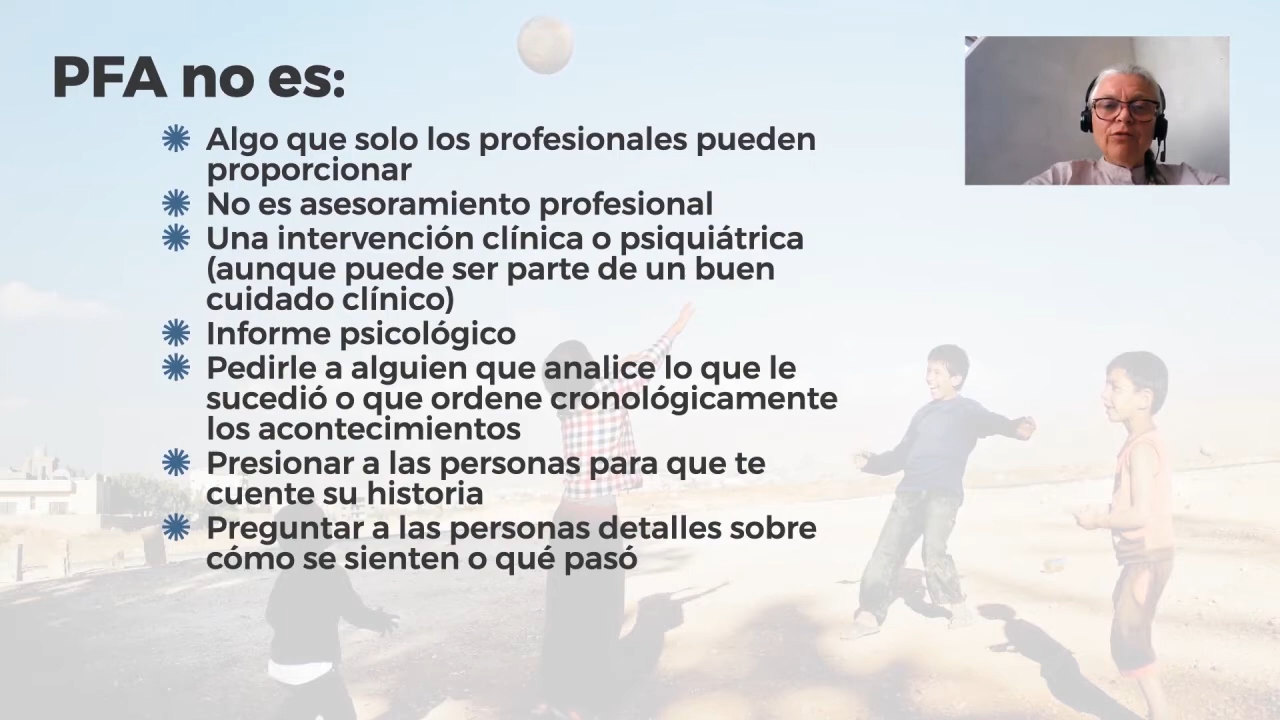 PFA no es:
Algo que solo los profesionales pueden
proporcionar
No es asesoramiento profesional
Una intervención clínica o psiquiátrica
(aunque puede ser parte de un buen
cuidado clínico)
Informe psicológico
Pedirle a alguien que analice lo que le
sucedió o que ordene cronológicamente
los acontecimientos
Presionar a las personas para que te
cuente su historia
Preguntar a las personas detalles sobre
cómo se sienten o qué pasó